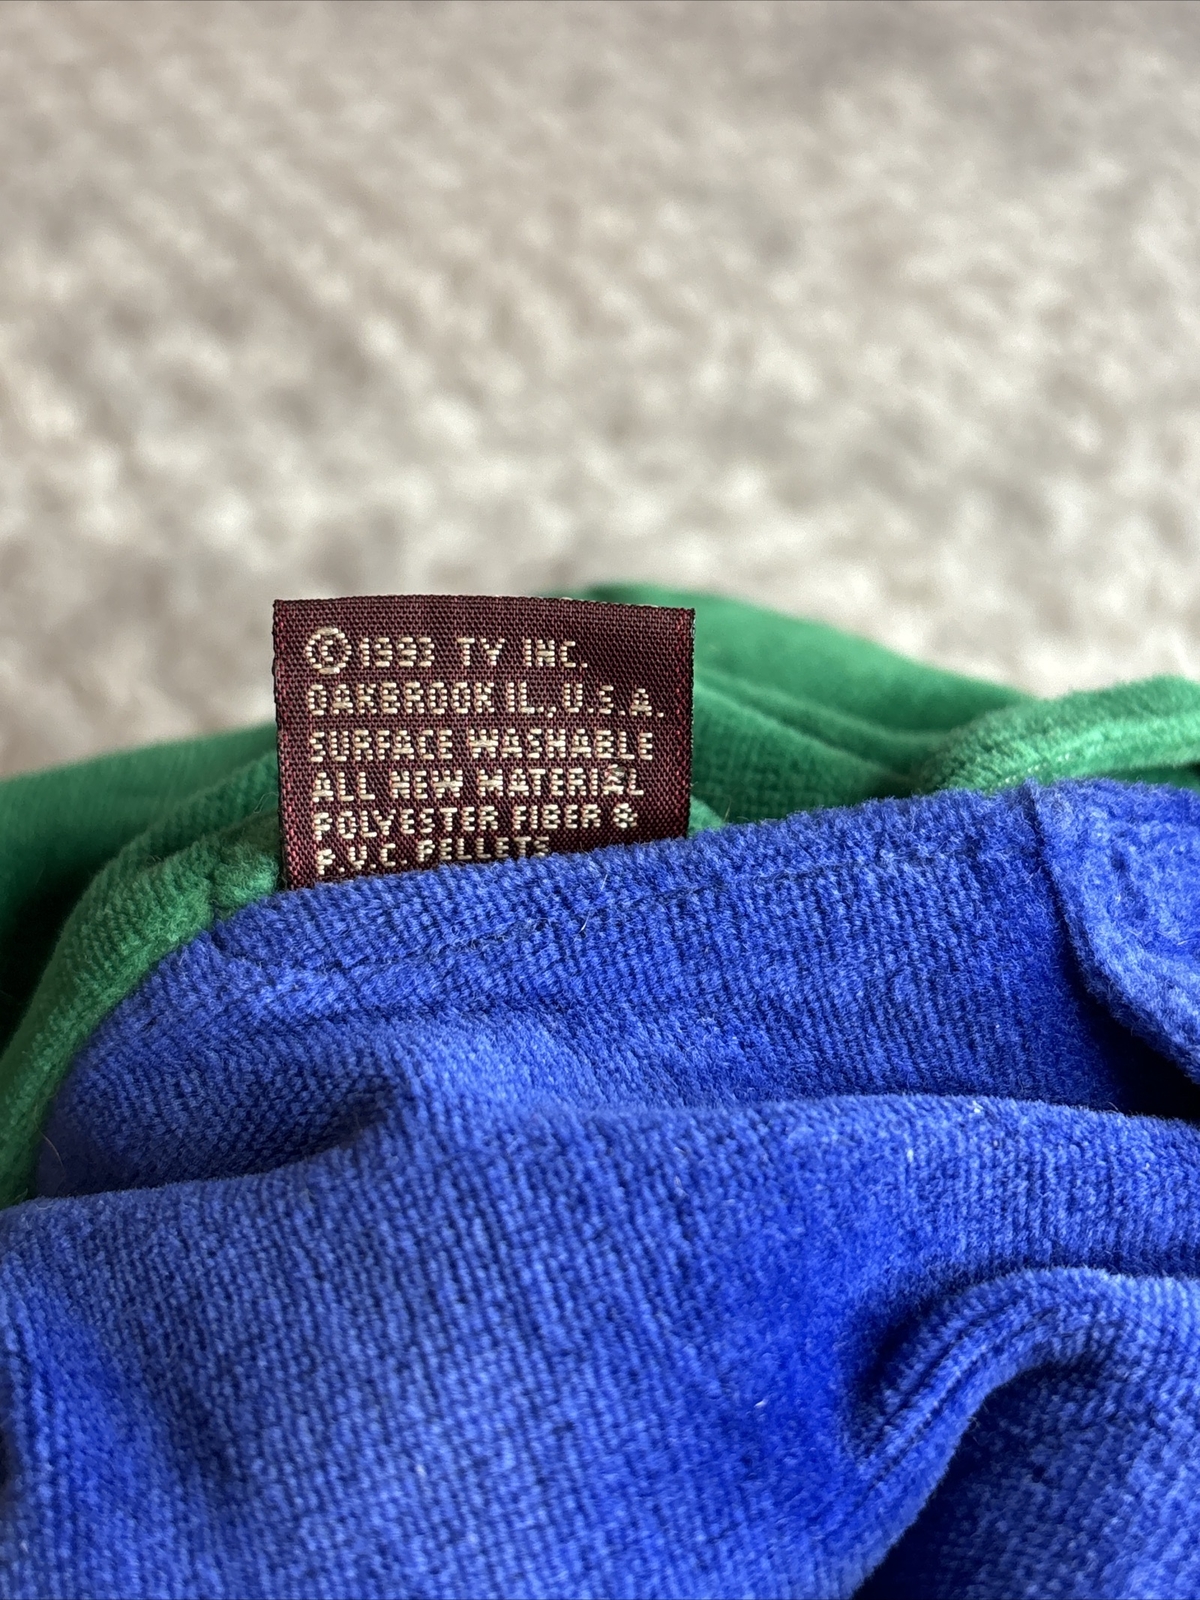 ©1993 TY INC.
OAKBROOK IL.,U.S.A.
SURFACE WASHABLE
ALL NEW MATERIAL
POLYESTER FIBER &
P.V.C. PELLETS